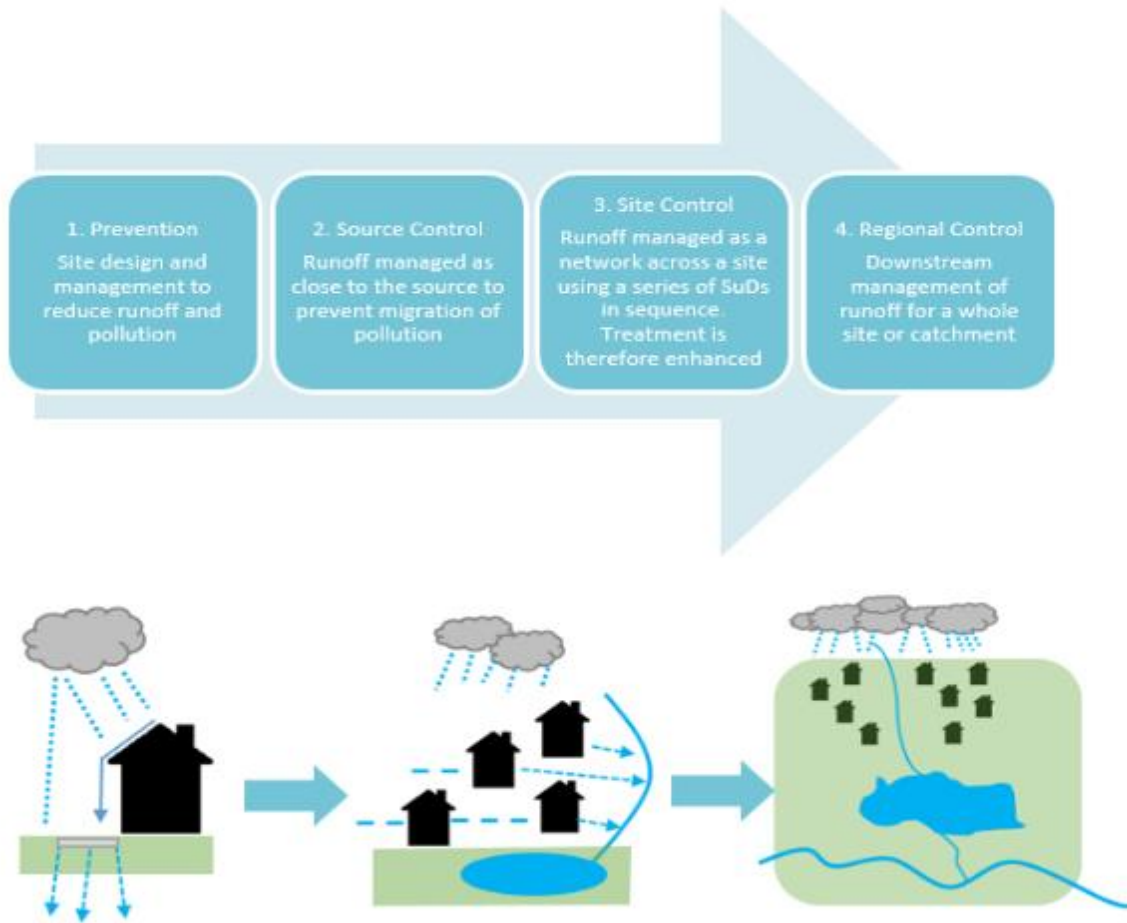 1. Prevention
Site design and
management to
reduce runoff and
pollution
2. Source Control
Runoff managed as
close to the source to
prevent migration of
pollution
3. Site Control
Runoff managed as a
network across a site
using a series of SuDs
in sequence.
Treatment is
therefore enhanced
4. Regional Control
Downstream
management of
runoff for a whole
site or catchment